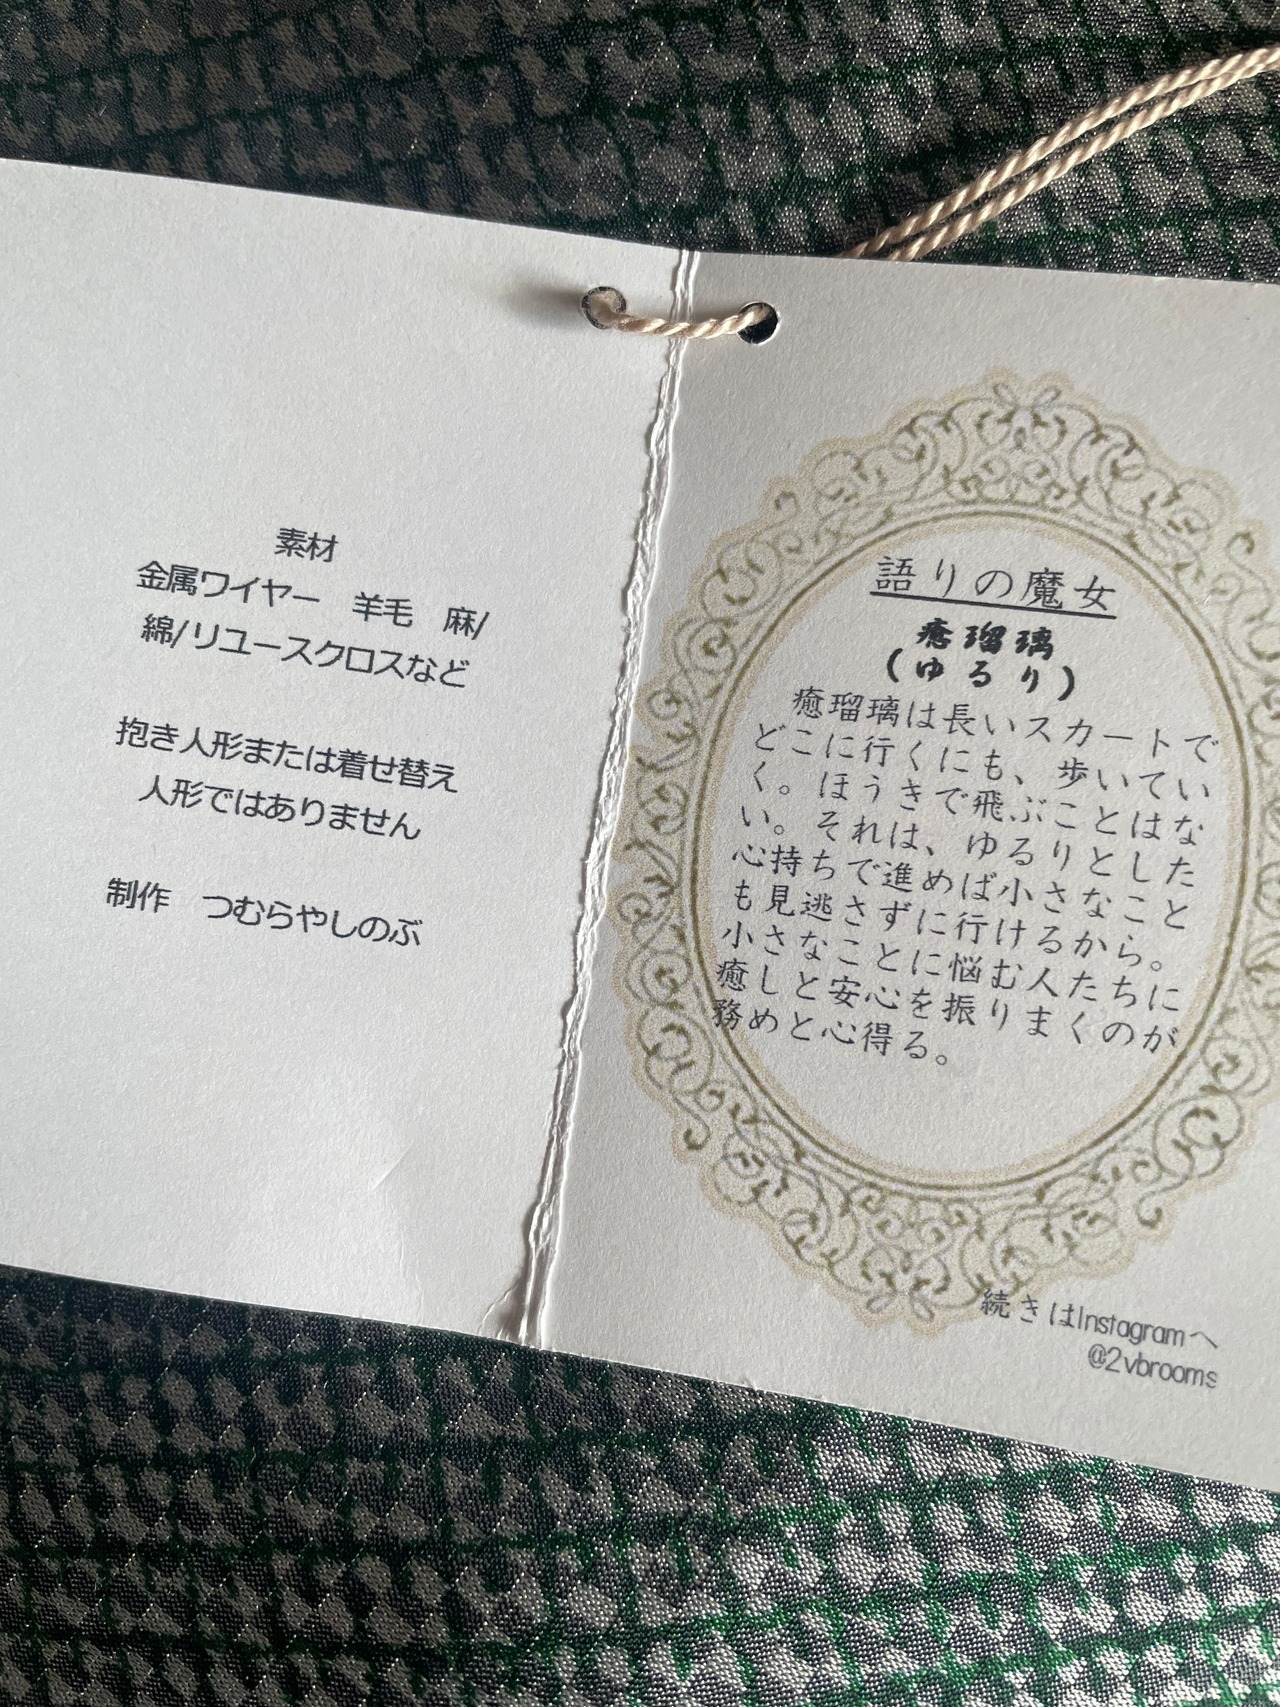 素材
金属ワイヤー　羊毛　麻/
綿/リユースクロスなど
抱き人形または着せ替え
人形ではありません
制作　つむらやしのぶ
語りの魔女
癒瑠璃
(ゆるり)
癒瑠璃は長いスカートで
どこに行くにも、歩いてい
く。ほうきで飛ぶことはな
い。それは、ゆるりとした
心持ちで進めば小さなこと
も見逃さずに行けるから。
小さなことに悩む人たちに
癒しと安心を振りまくのが
務めと心得る。
続きはInstagramへ
@2vbrooms